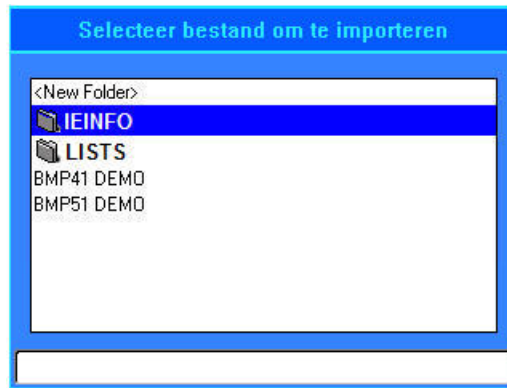 Selecteer bestand om te importeren
<New Folder>
IEINFO
LISTS
BMP41 DEMO
BMP51 DEMO